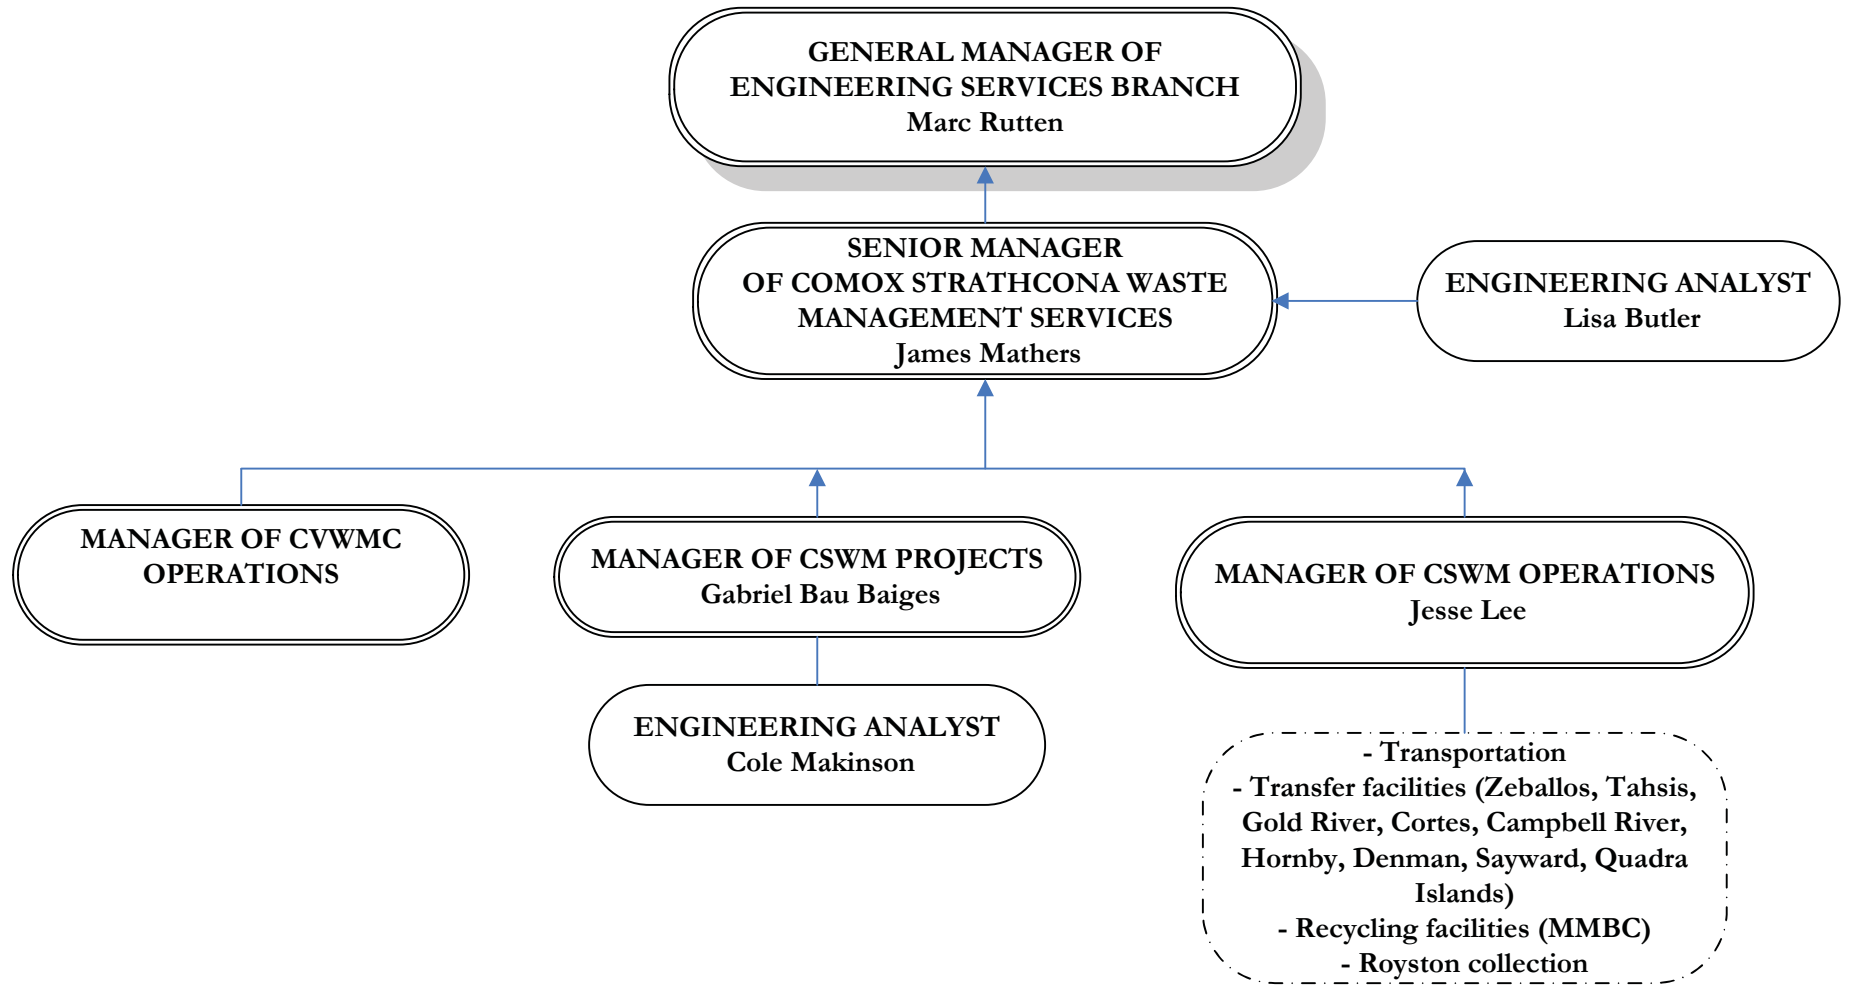 GENERAL MANAGER OF
ENGINEERING SERVICES BRANCH
Marc Rutten
SENIOR MANAGER
OF COMOX STRATHCONA WASTE
MANAGEMENT SERVICES
James Mathers
ENGINEERING ANALYST
Lisa Butler
MANAGER OF CVWMC
OPERATIONS
MANAGER OF CSWM PROJECTS
Gabriel Bau Baiges
MANAGER OF CSWM OPERATIONS
Jesse Lee
ENGINEERING ANALYST
Cole Makinson
- Transportation
- Transfer facilities (Zeballos, Tahsis,
Gold River, Cortes, Campbell River,
Hornby, Denman, Sayward, Quadra
Islands)
- Recycling facilities (MMBC)
- Royston collection